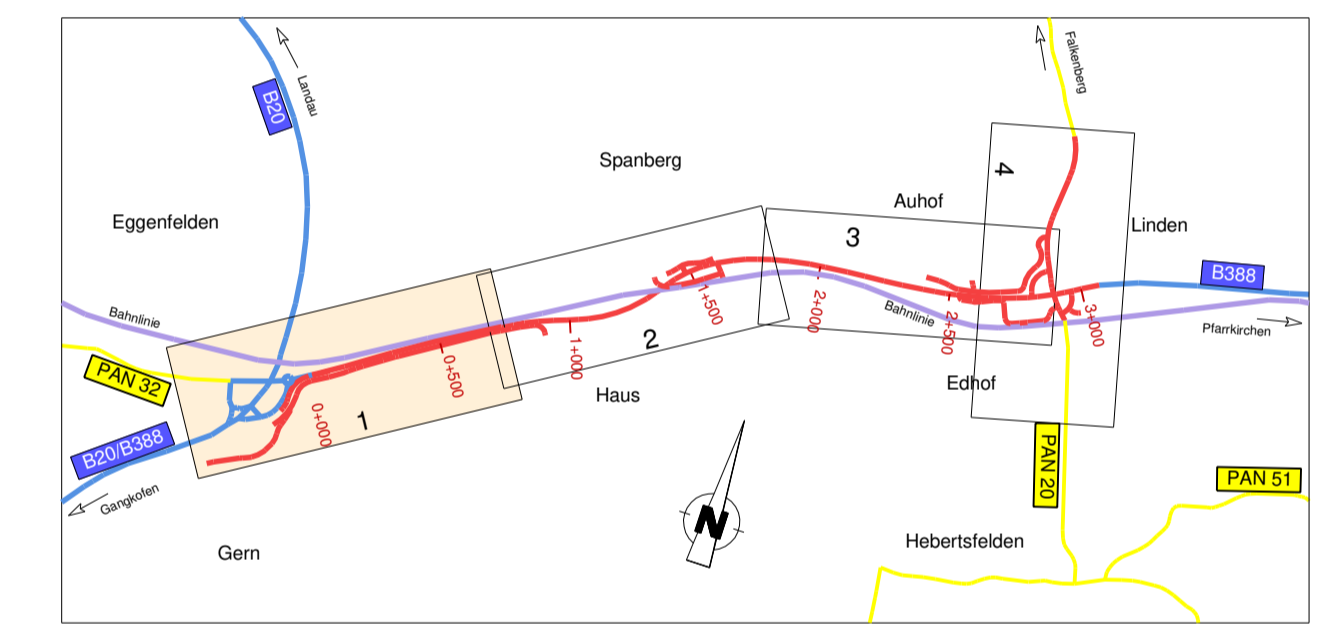 Falkenberg
Landau
B20
Spanberg
4
Auhof
Eggenfelden
Linden
3
B388
Bahnlinie
1+500
2+000
Bahnlinie
2+500
3+000
Pfarrkirchen
2
1+000
0+500
PAN 32
Edhof
Haus
0+000
1
B20/B388
PAN 20
PAN 51
Gangkofen
N
Hebertsfelden
Gern